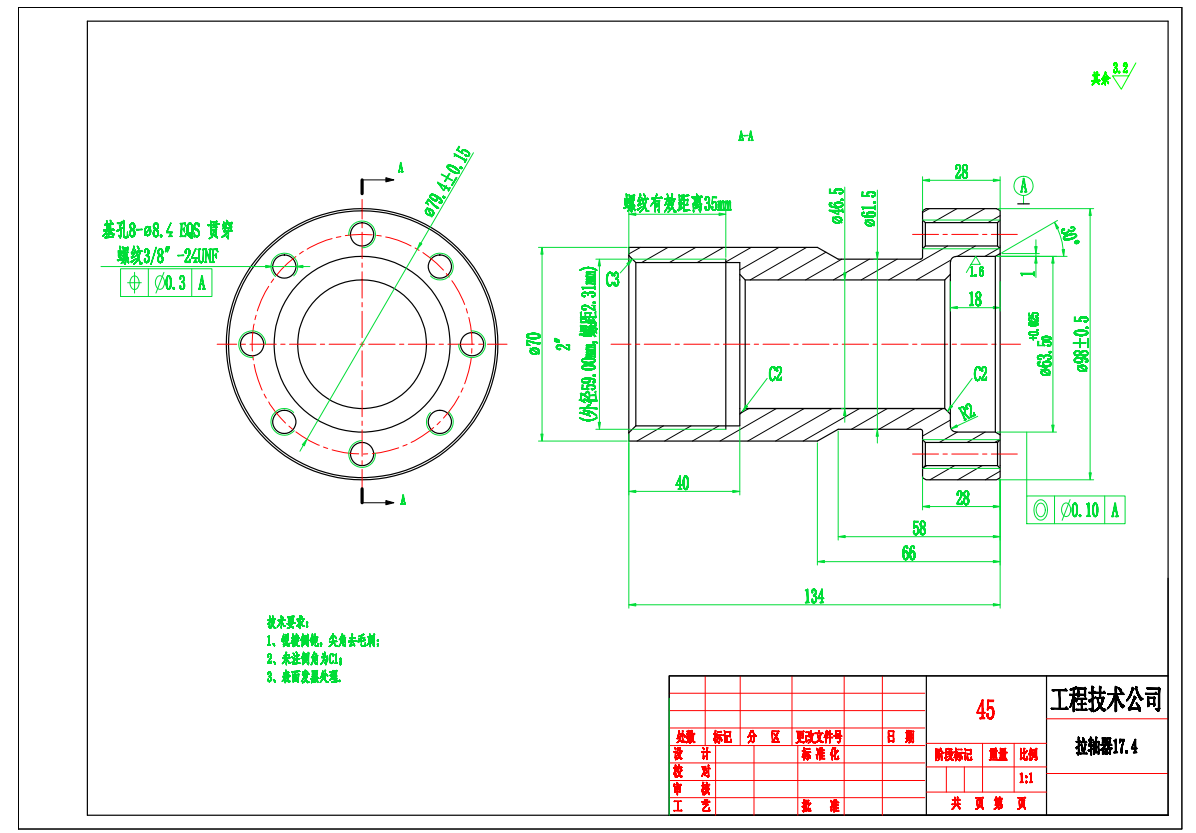 其余 3.2
A-A
A
ø79.4±0.15
基孔8-ø8.4 EQS 贯穿
螺纹3/8″-24UNF
Ø0.3 A
A
螺纹有效距离35mm
28
A
ø46.5
ø61.5
30°
C3
1.6
1
18
ø70
2″
(外径59.00mm,螺距2.31mm)
+0.025
ø63.5 0
ø98±0.5
C2
C2
R2
40
28
Ø0.10 A
58
66
134
技术要求:
1、锐棱倒钝，尖角去毛刺;
2、未注倒角为C1;
3、表面发黑处理.
45
工程技术公司
处数 标记 分 区 更改文件号 日 期
设 计 标准化
阶段标记 重量 比例
拉轴器17.4
校 对
1:1
审 核
工 艺 批 准
共 页 第 页